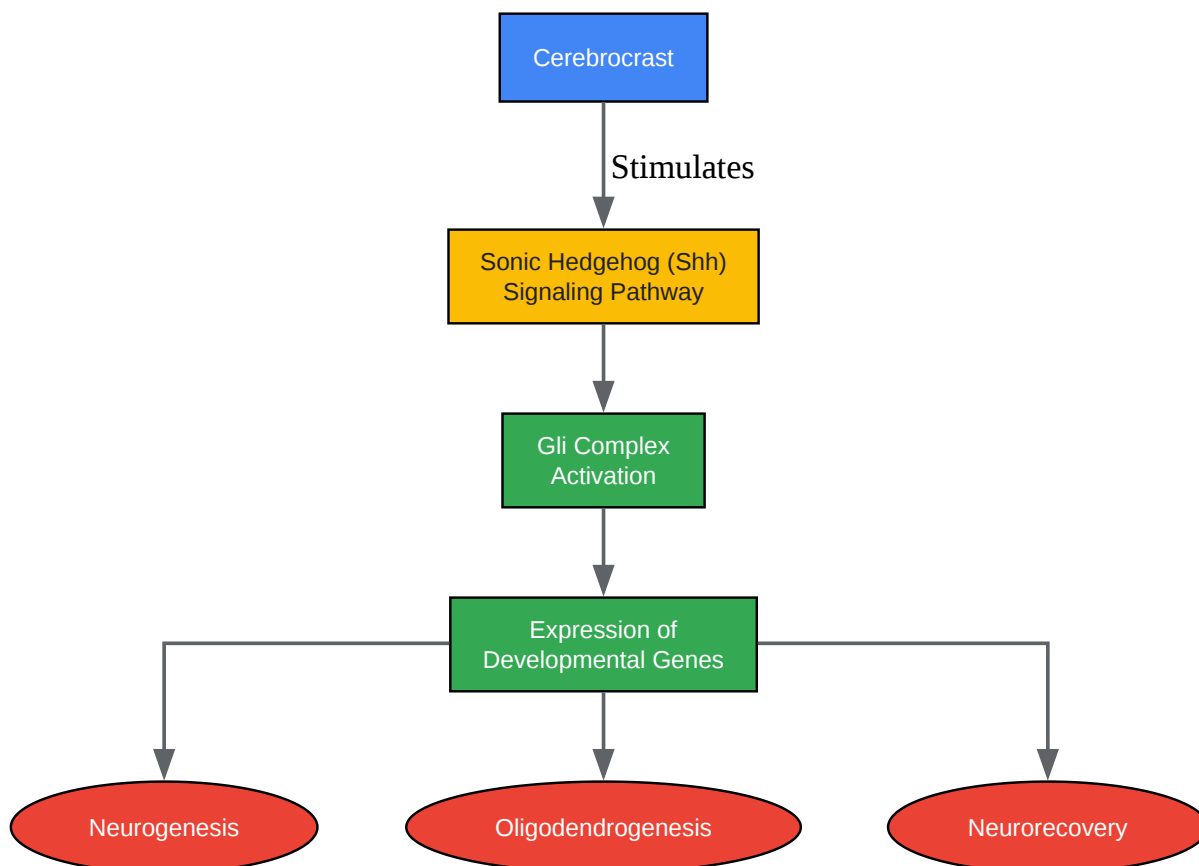 Cerebrocrast
Stimulates
Sonic Hedgehog (Shh)
Signaling Pathway
Gli Complex
Activation
Expression of
Developmental Genes
Neurogenesis
Oligodendrogenesis
Neurorecovery